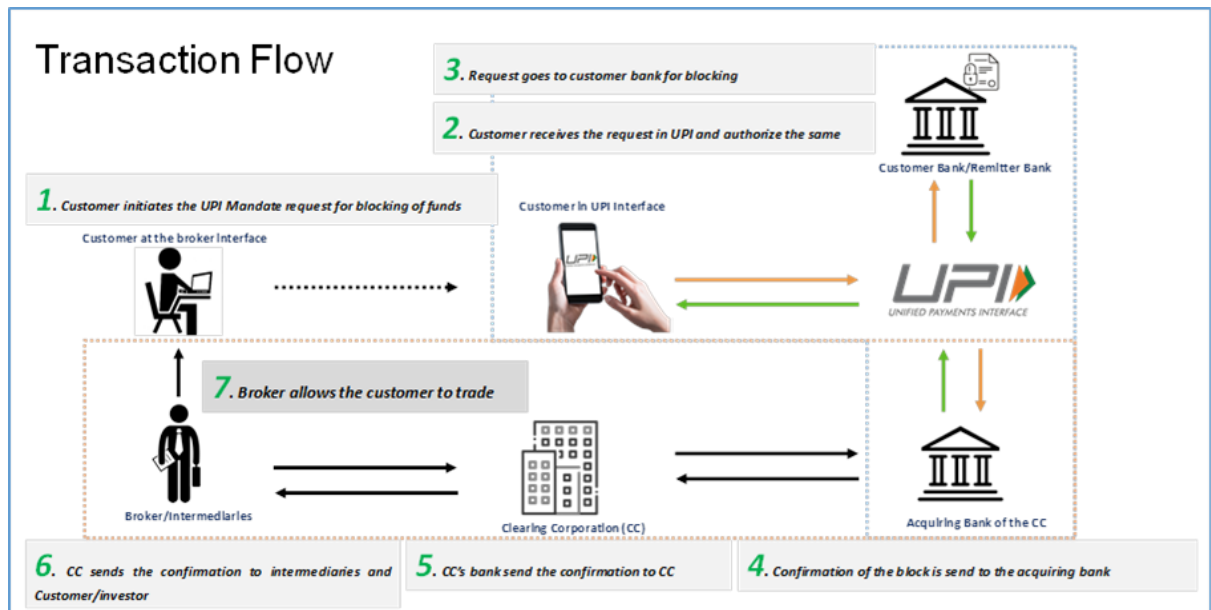 Transaction Flow
3. Request goes to customer bank for blocking
2. Customer receives the request in UPI and authorize the same
Customer Bank/Remitter Bank
1. Customer initiates the UPI Mandate request for blocking of funds
Customer in UPI Interface
Customer at the broker interface
UPI
UPI
UNIFIED PAYMENTS INTERFACE
7. Broker allows the customer to trade
Broker/Intermediaries
Clearing Corporation (CC)
Acquiring Bank of the CC
6. CC sends the confirmation to intermediaries and
Customer/investor
5. CC's bank send the confirmation to CC
4. Confirmation of the block is send to the acquiring bank